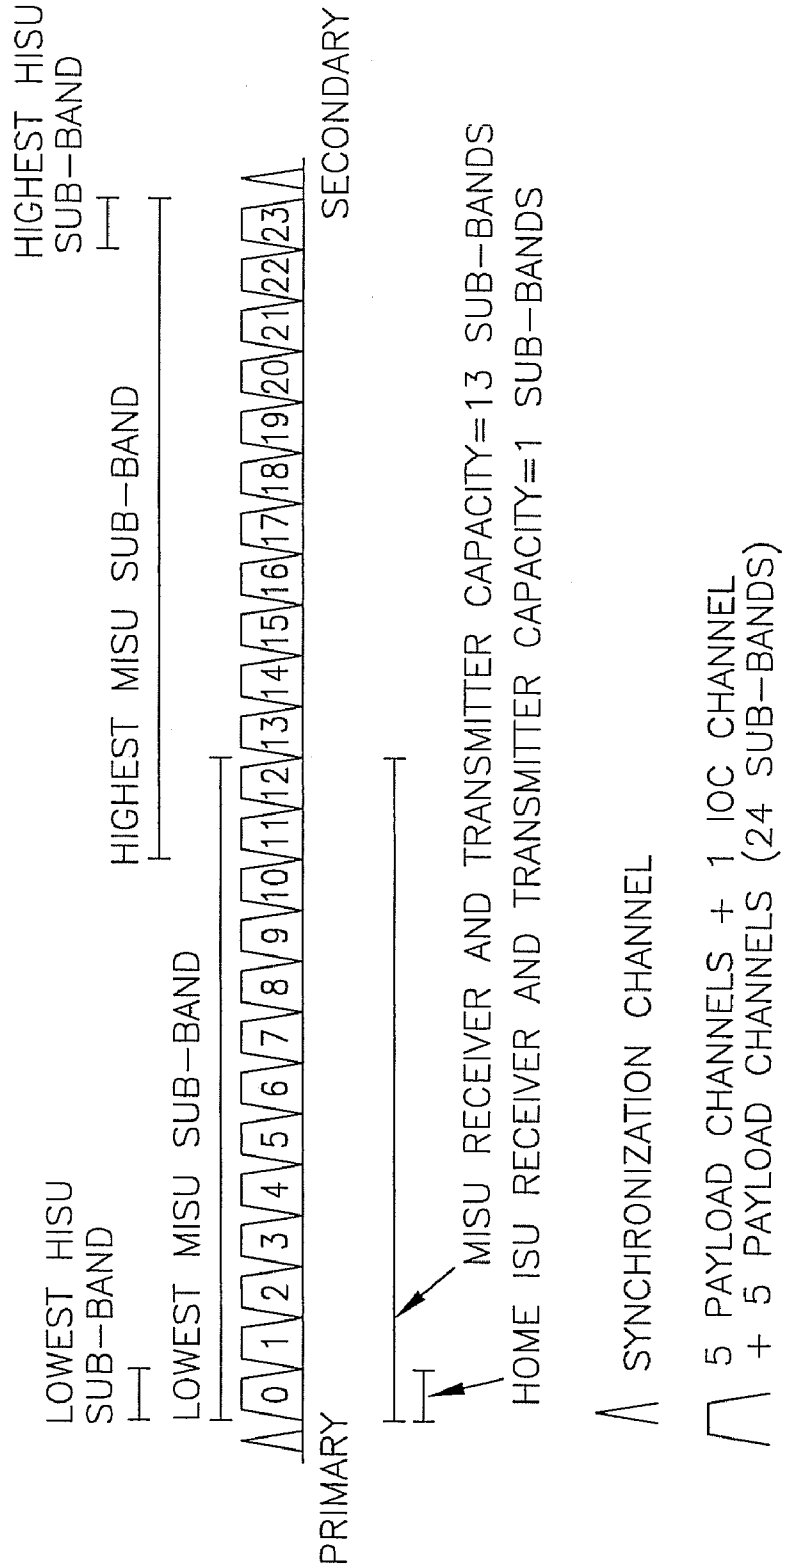 LOWEST HISU
SUB-BAND
HIGHEST HISU
SUB-BAND
HIGHEST MISU SUB-BAND
LOWEST MISU SUB-BAND
0 1 2 3 4 5 6 7 8 9 10 11 12 13 14 15 16 17 18 19 20 21 22 23
PRIMARY
SECONDARY
MISU RECEIVER AND TRANSMITTER CAPACITY=13 SUB-BANDS
HOME ISU RECEIVER AND TRANSMITTER CAPACITY=1 SUB-BANDS
SYNCHRONIZATION CHANNEL
5 PAYLOAD CHANNELS + 1 IOC CHANNEL
+ 5 PAYLOAD CHANNELS (24 SUB-BANDS)